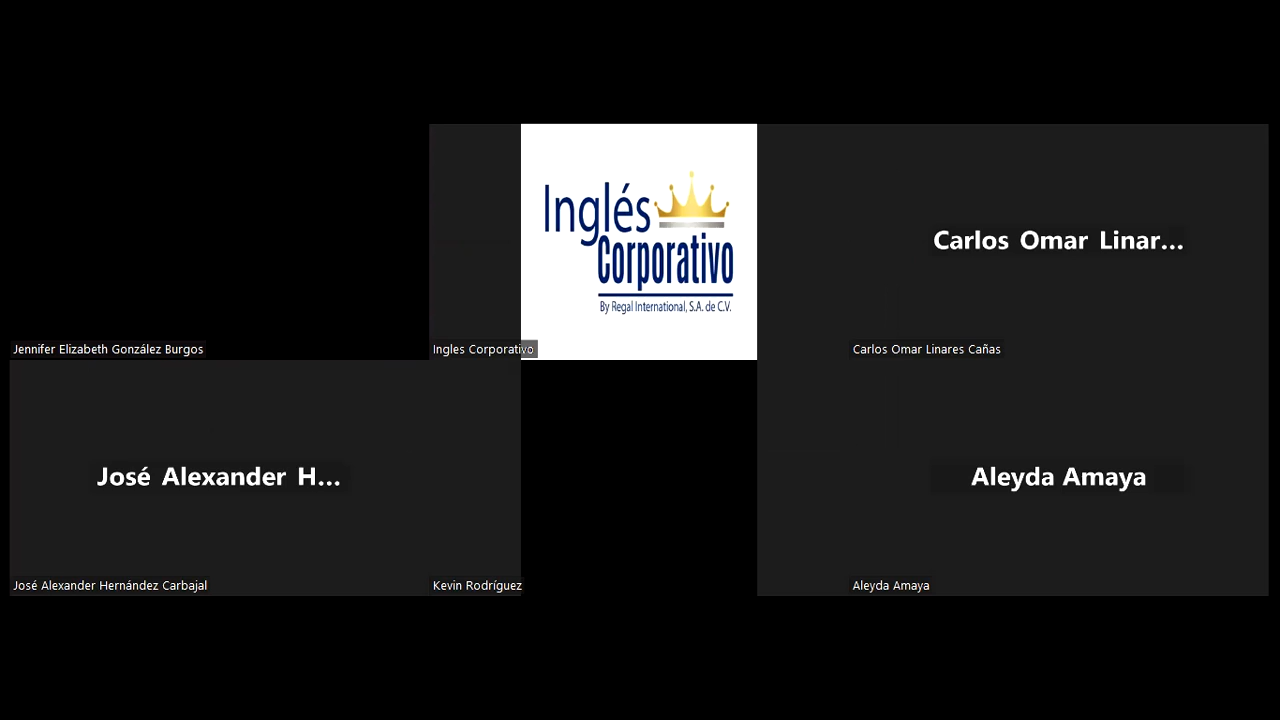 Inglés
Corporativo
By Regal International, S.A. de C.V.
Carlos Omar Linar...
Jennifer Elizabeth González Burgos
Ingles Corporativo
Carlos Omar Linares Cañas
José Alexander H...
Aleyda Amaya
José Alexander Hernández Carbajal
Kevin Rodríguez
Aleyda Amaya